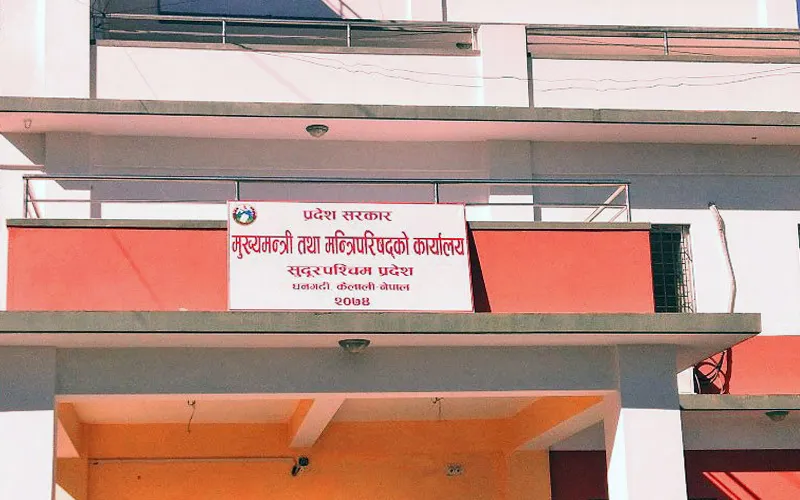 प्रदेश सरकार
मुख्यमन्त्री तथा मन्त्रिपरिषद्को कार्यालय
सुदूरपश्चिम प्रदेश
धनगढी, कैलाली-नेपाल
२०७४